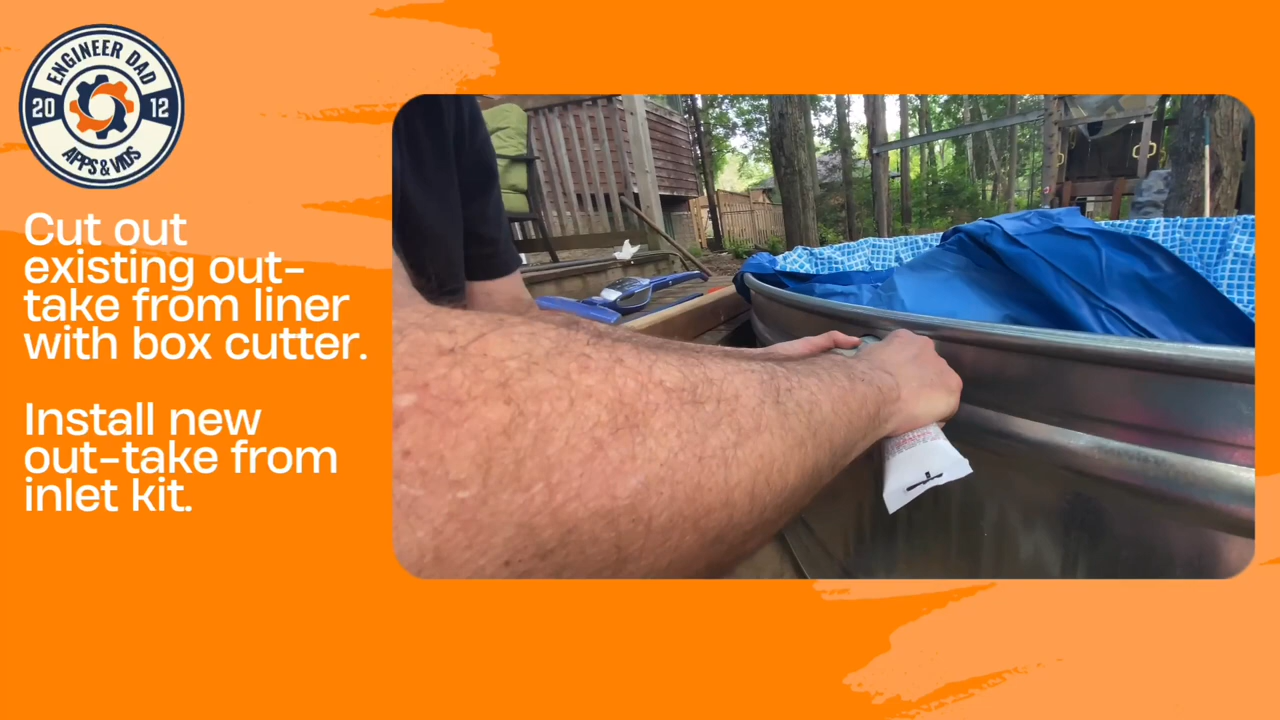 ENGINEER DAD
20 12
APPS & VIDS
Cut out
existing out-
take from liner
with box cutter.
Install new
out-take from
inlet kit.